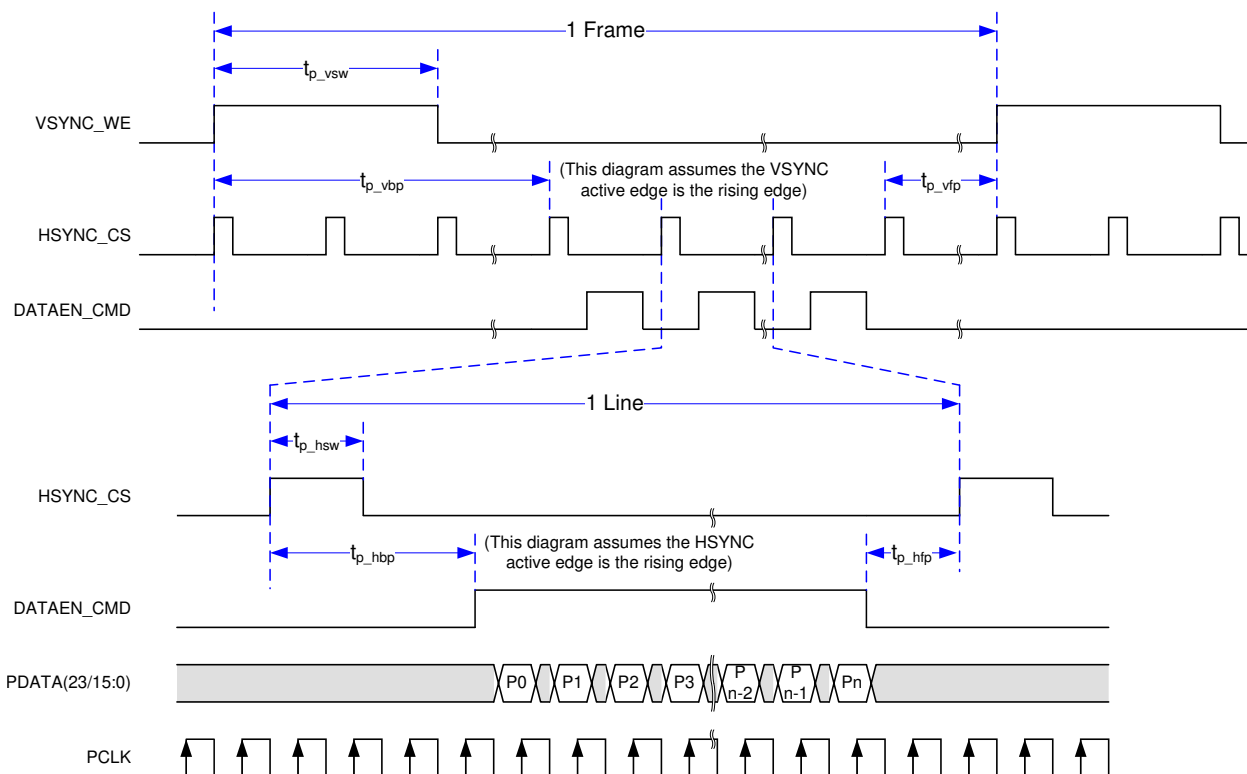 1 Frame
tp_vsw
VSYNC_WE
(This diagram assumes the VSYNC
active edge is the rising edge)
tp_vbp
tp_vfp
HSYNC_CS
DATAEN_CMD
1 Line
tp_hsw
HSYNC_CS
tp_hbp
(This diagram assumes the HSYNC
active edge is the rising edge)
tp_hfp
DATAEN_CMD
PDATA(23/15:0)
P0 P1 P2 P3 P n-2 P n-1 Pn
PCLK